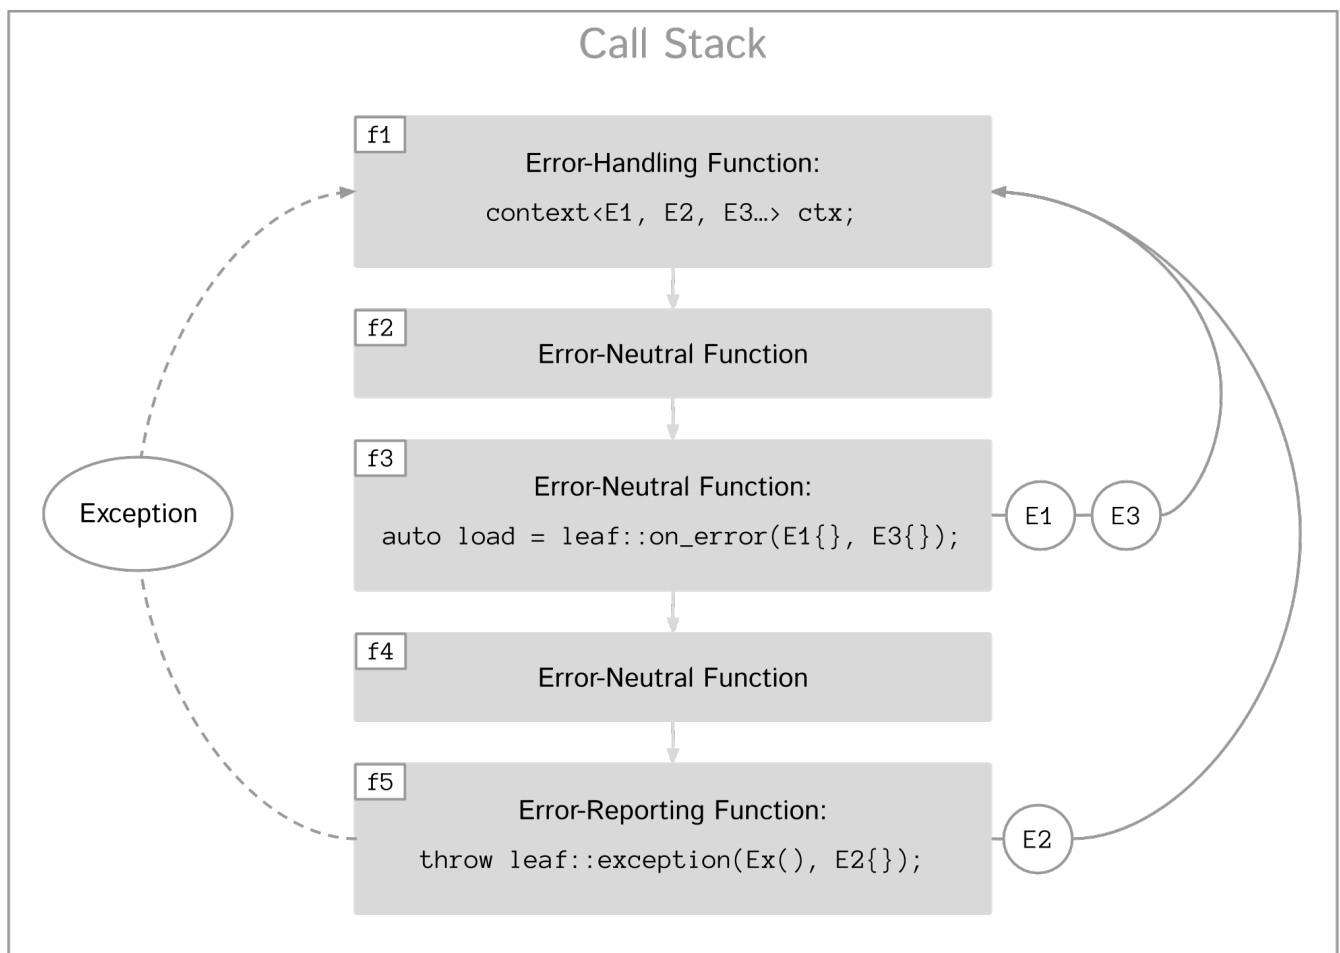 Call Stack
f1
Error-Handling Function:
context<E1, E2, E3…> ctx;
f2
Error-Neutral Function
f3
Error-Neutral Function:
auto load = leaf::on_error(E1{}, E3{});
E1
E3
Exception
f4
Error-Neutral Function
f5
Error-Reporting Function:
throw leaf::exception(Ex(), E2{});
E2